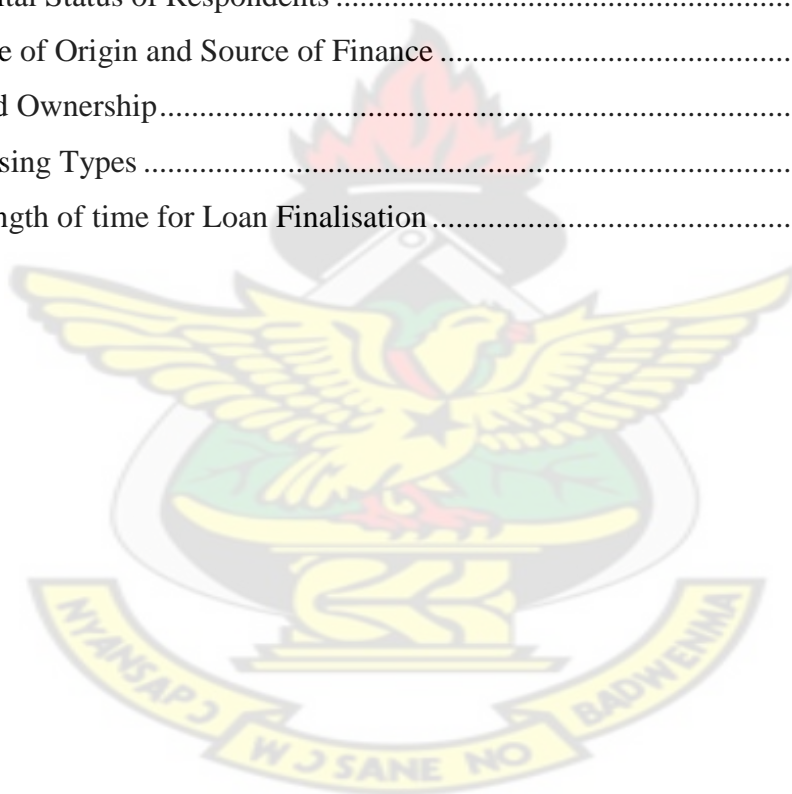 ital Status of Respondents
e of Origin and Source of Finance
d Ownership
sing Types
ngth of time for Loan Finalisation
NYANSAPƆ
WƆSANE NO
BADWENMA